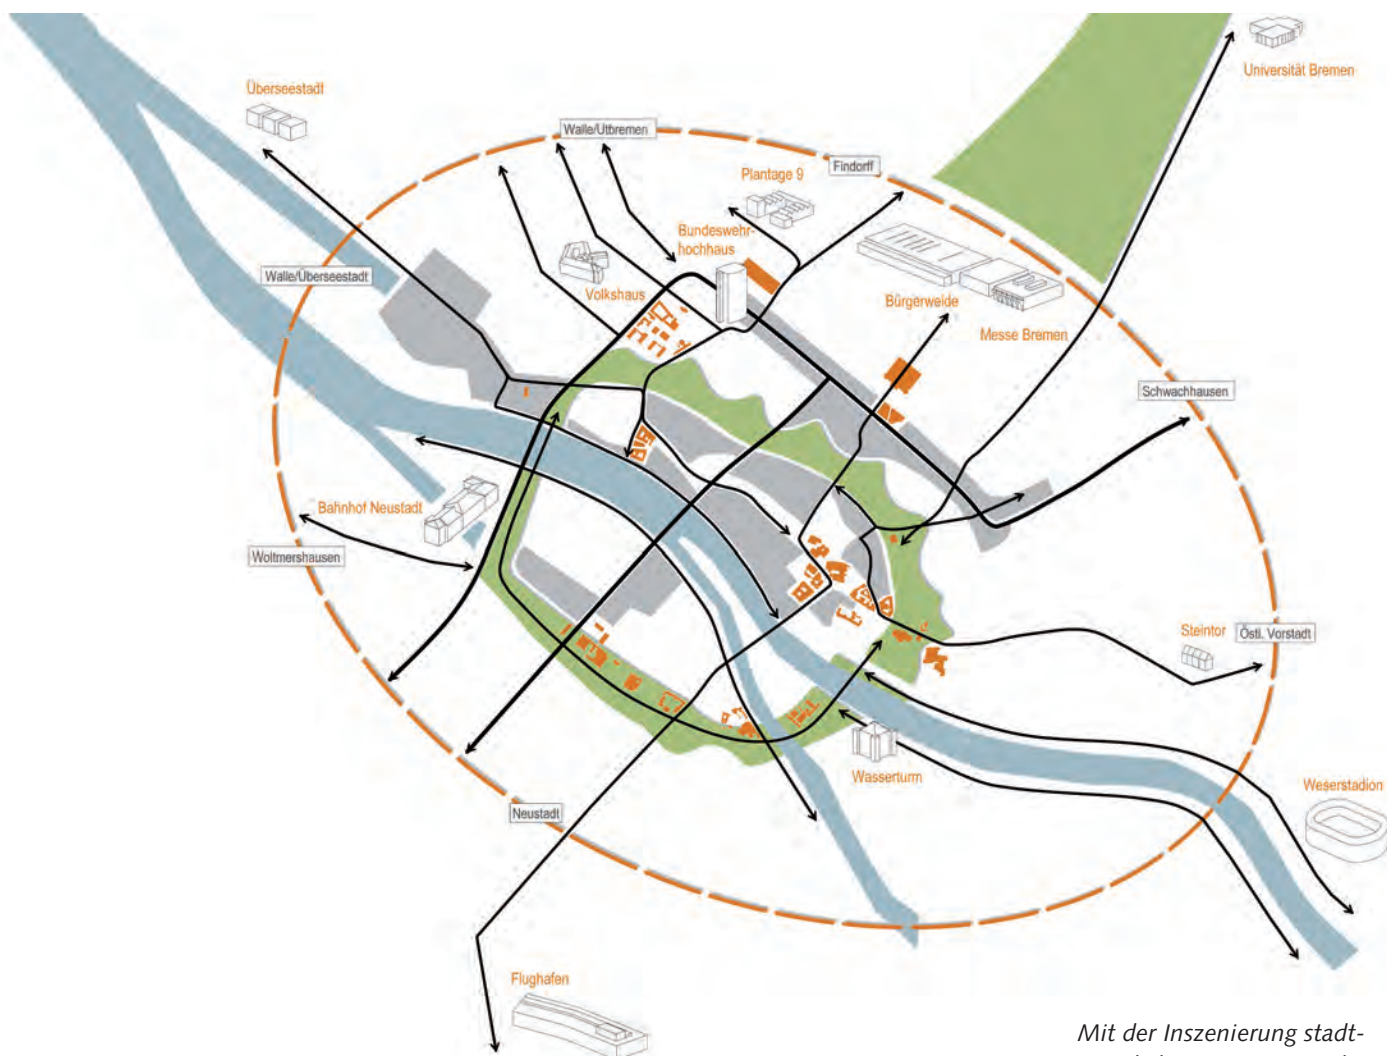 Universität Bremen
Überseestadt
Walle/Utbremen
Findorff
Plantage 9
Bundeswehr-
hochhaus
Walle/Überseestadt
Volkshaus
Bürgerweide
Messe Bremen
Schwachhausen
Bahnhof Neustadt
Woltmershausen
Steintor
Östl. Vorstadt
Wasserturm
Weserstadion
Neustadt
Flughafen
Mit der Inszenierung stadt-